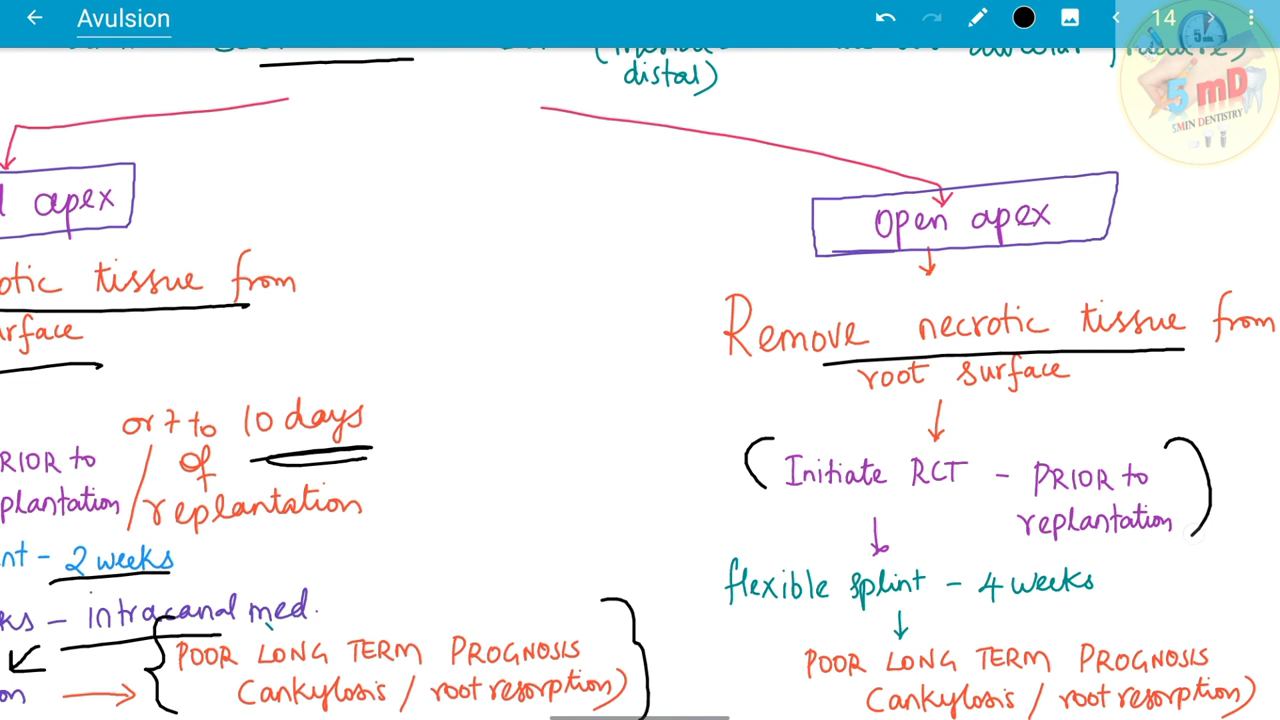 Avulsion
14
5 min
5 mD
5MIN DENTISTRY
distal)
apex
Open apex
tissue from
Remove necrotic tissue from
root surface
or 7 to 10 days
of
replantation
RIOR to
plantation /
Initiate RCT - PRIOR to
replantation
nt - 2 weeks
flexible splint - 4 weeks
ks - intracanal med.
POOR LONG TERM PROGNOSIS
(ankylosis / root resorption)
on
POOR LONG TERM PROGNOSIS
(ankylosis / root resorption)